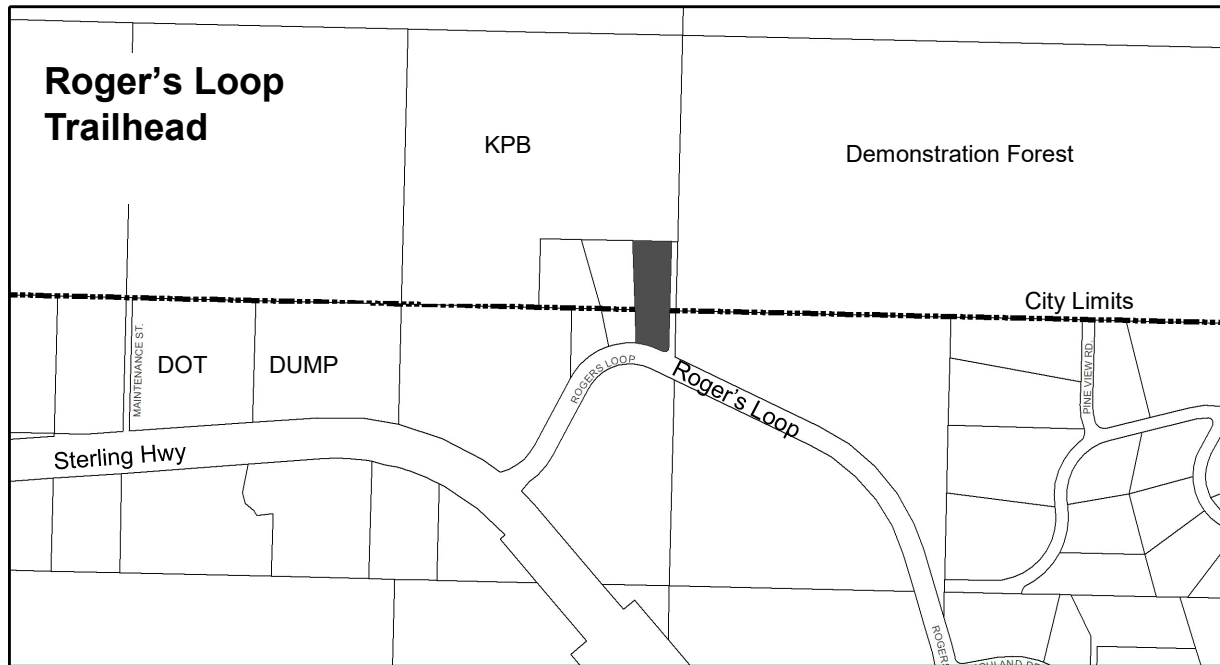 Roger's Loop
Trailhead
KPB
Demonstration Forest
City Limits
MAINTENANCE ST.
DOT
DUMP
ROGERS LOOP
Roger's Loop
PINE VIEW RD.
Sterling Hwy
ROGERS